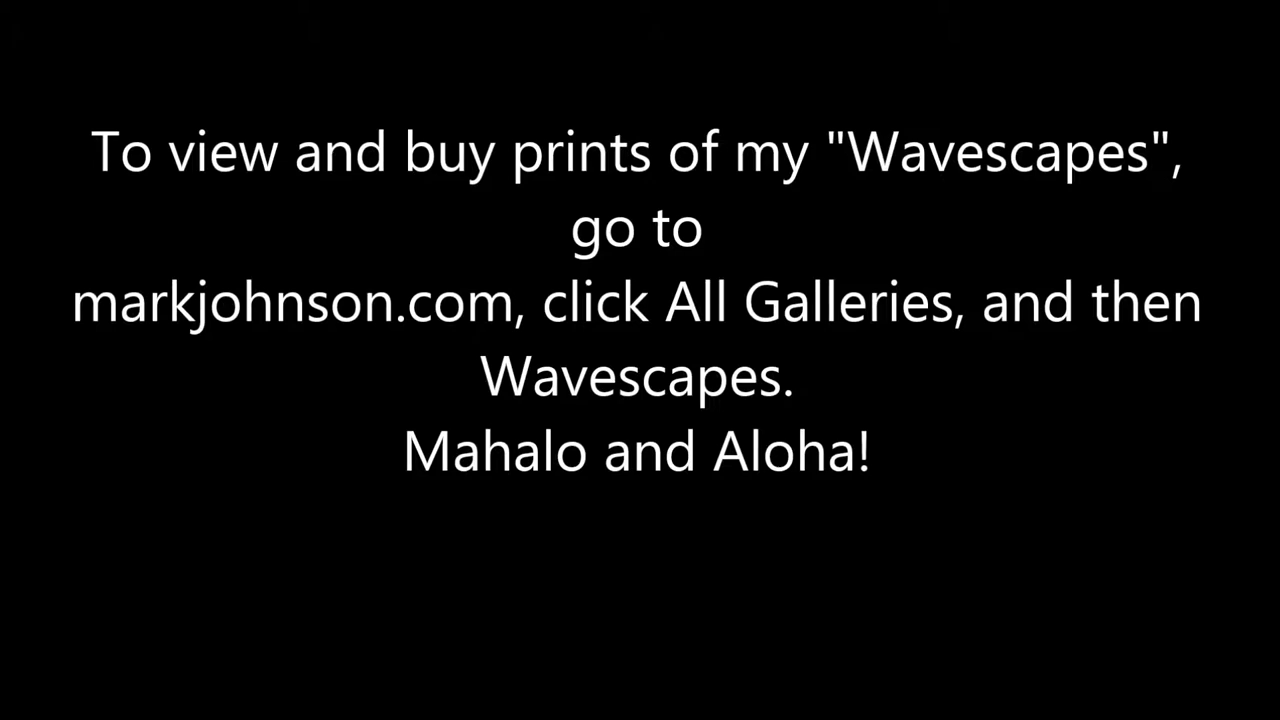 To view and buy prints of my "Wavescapes",
go to
markjohnson.com, click All Galleries, and then
Wavescapes.
Mahalo and Aloha!